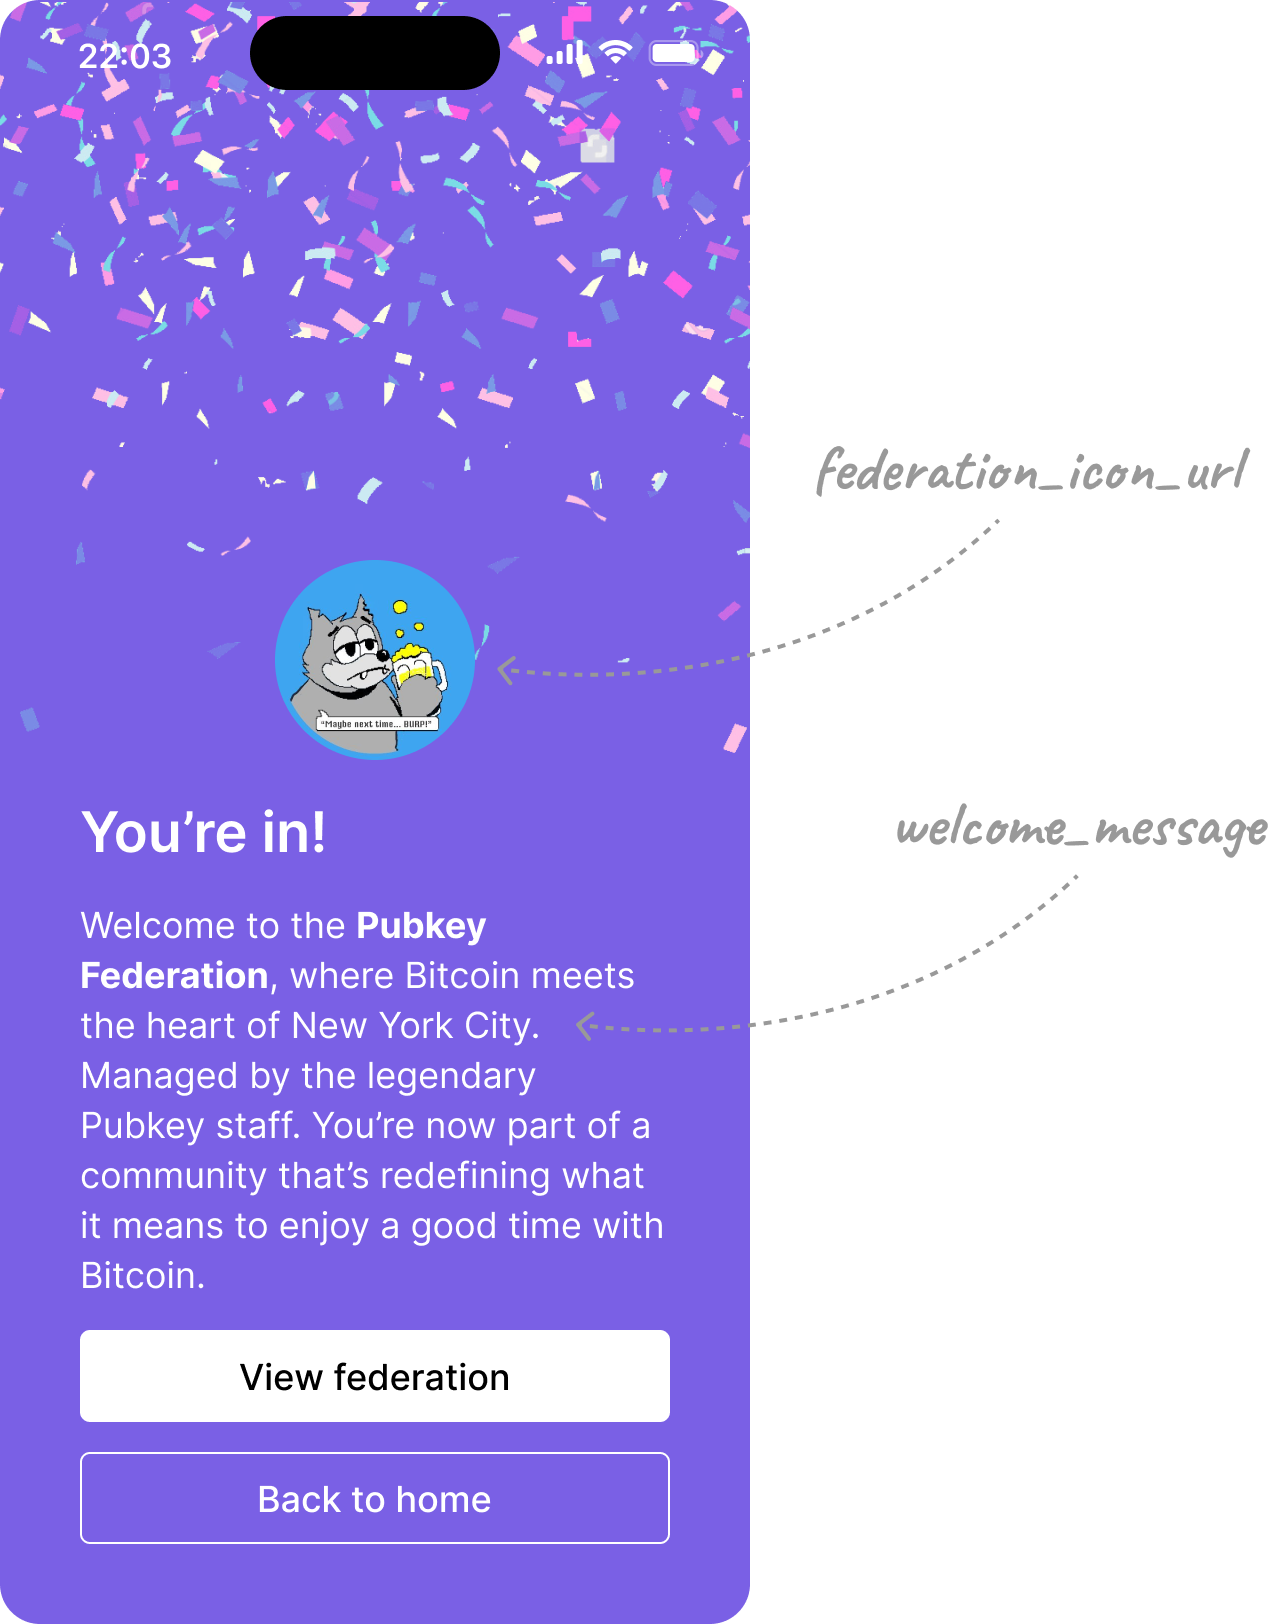 22:03
federation_icon_url
"Maybe next time... BURP!"
welcome_message
You’re in!
Welcome to the Pubkey
Federation, where Bitcoin meets
the heart of New York City.
Managed by the legendary
Pubkey staff. You’re now part of a
community that’s redefining what
it means to enjoy a good time with
Bitcoin.
View federation
Back to home